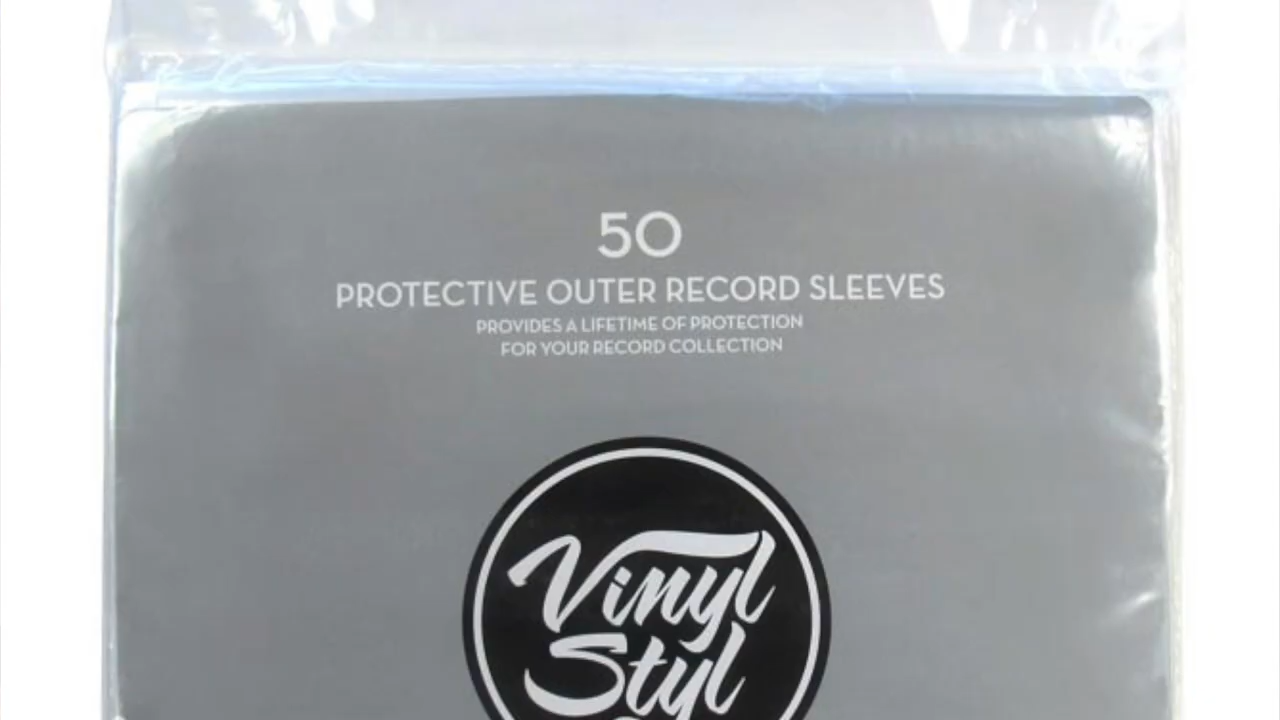 50
PROTECTIVE OUTER RECORD SLEEVES
PROVIDES A LIFETIME OF PROTECTION
FOR YOUR RECORD COLLECTION
Vinyl
Styl